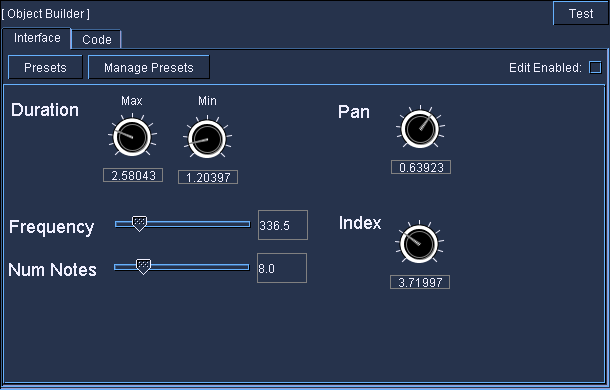 [ Object Builder ]
Test
Interface
Code
Presets
Manage Presets
Edit Enabled:
Duration
Max
Min
2.58043
1.20397
Pan
0.63923
Frequency
336.5
Index
3.71997
Num Notes
8.0